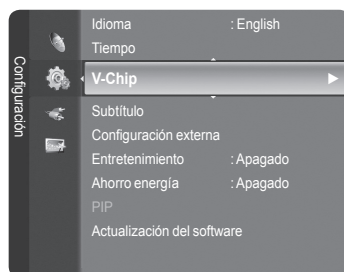 Configuración
Idioma : English
Tiempo
V-Chip
Subtítulo
Configuración externa
Entretenimiento : Apagado
Ahorro energía : Apagado
PIP
Actualización del software